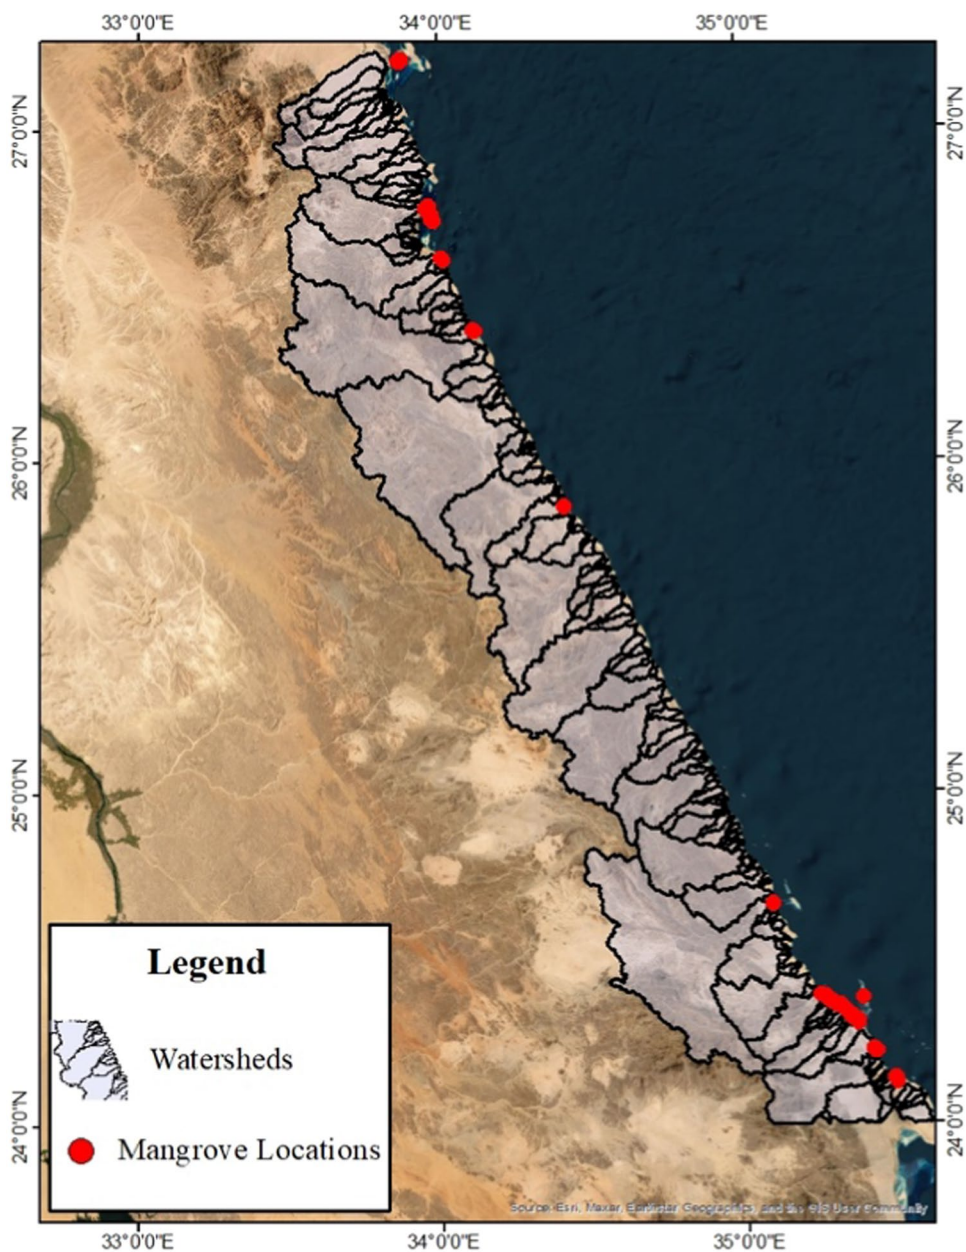 33°0'0"E 34°0'0"E 35°0'0"E
27°0'0"N 27°0'0"N
26°0'0"N 26°0'0"N
25°0'0"N 25°0'0"N
24°0'0"N 24°0'0"N
Legend
Watersheds
Mangrove Locations
Source: Esri, Maxar, Earthstar Geographics, and the GIS User Community
33°0'0"E 34°0'0"E 35°0'0"E